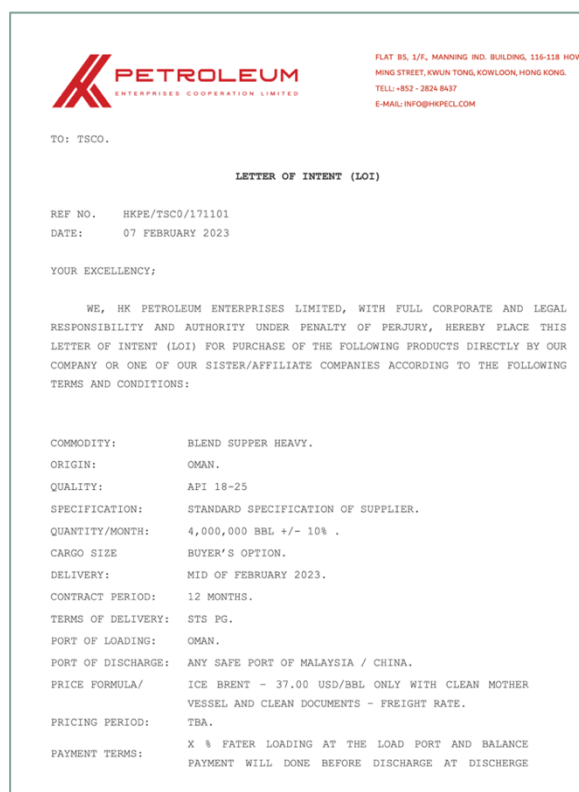 PETROLEUM
ENTERPRISES COOPERATION LIMITED
FLAT B5, 1/F., MANNING IND. BUILDING, 116-118 HOW
MING STREET, KWUN TONG, KOWLOON, HONG KONG.
TELL: +852 - 2824 8437
E-MAIL: INFO@HKPECL.COM
TO: TSCO.
LETTER OF INTENT (LOI)
REF NO. HKPE/TSC0/171101
DATE: 07 FEBRUARY 2023
YOUR EXCELLENCY;
WE, HK PETROLEUM ENTERPRISES LIMITED, WITH FULL CORPORATE AND LEGAL
RESPONSIBILITY AND AUTHORITY UNDER PENALTY OF PERJURY, HEREBY PLACE THIS
LETTER OF INTENT (LOI) FOR PURCHASE OF THE FOLLOWING PRODUCTS DIRECTLY BY OUR
COMPANY OR ONE OF OUR SISTER/AFFILIATE COMPANIES ACCORDING TO THE FOLLOWING
TERMS AND CONDITIONS:
COMMODITY: BLEND SUPPER HEAVY.
ORIGIN: OMAN.
QUALITY: API 18-25
SPECIFICATION: STANDARD SPECIFICATION OF SUPPLIER.
QUANTITY/MONTH: 4,000,000 BBL +/- 10% .
CARGO SIZE BUYER'S OPTION.
DELIVERY: MID OF FEBRUARY 2023.
CONTRACT PERIOD: 12 MONTHS.
TERMS OF DELIVERY: STS PG.
PORT OF LOADING: OMAN.
PORT OF DISCHARGE: ANY SAFE PORT OF MALAYSIA / CHINA.
PRICE FORMULA/ ICE BRENT – 37.00 USD/BBL ONLY WITH CLEAN MOTHER
VESSEL AND CLEAN DOCUMENTS – FREIGHT RATE.
PRICING PERIOD: TBA.
PAYMENT TERMS: X % FATER LOADING AT THE LOAD PORT AND BALANCE
PAYMENT WILL DONE BEFORE DISCHARGE AT DISCHERGE